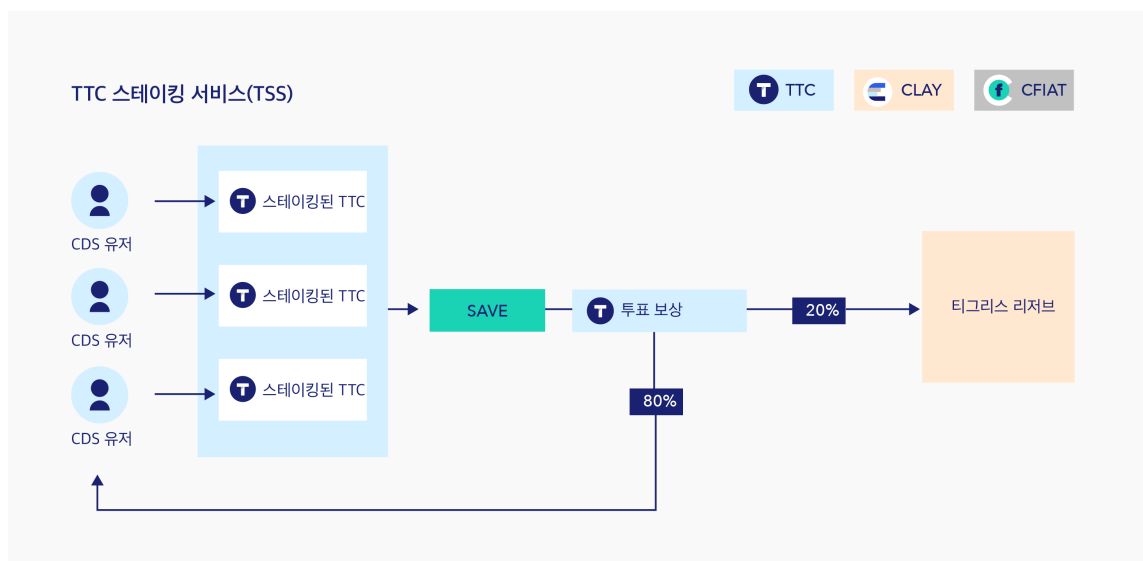 TTC 스테이킹 서비스(TSS)
TTC
CLAY
CFIAT
스테이킹된 TTC
CDS 유저
스테이킹된 TTC
CDS 유저
스테이킹된 TTC
CDS 유저
SAVE
투표 보상
20%
티그리스 리저브
80%